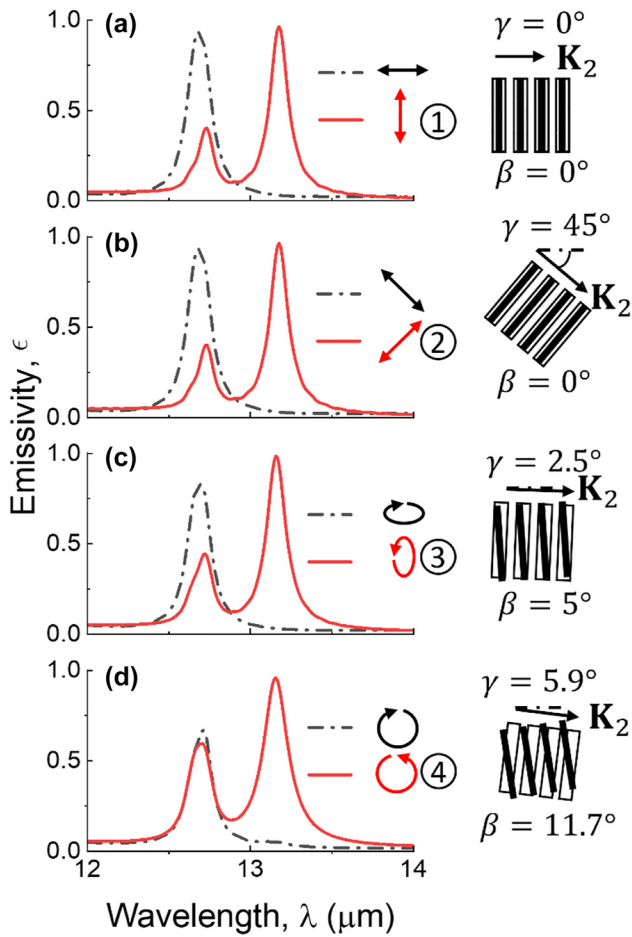 (a)
γ = 0°
K₂
①
β = 0°
1.0
0.5
0.0
(b)
γ = 45°
K₂
②
β = 0°
1.0
0.5
0.0
Emissivity, ϵ
(c)
γ = 2.5°
K₂
③
β = 5°
1.0
0.5
0.0
(d)
γ = 5.9°
K₂
④
β = 11.7°
1.0
0.5
0.0
12 13 14
Wavelength, λ (μm)